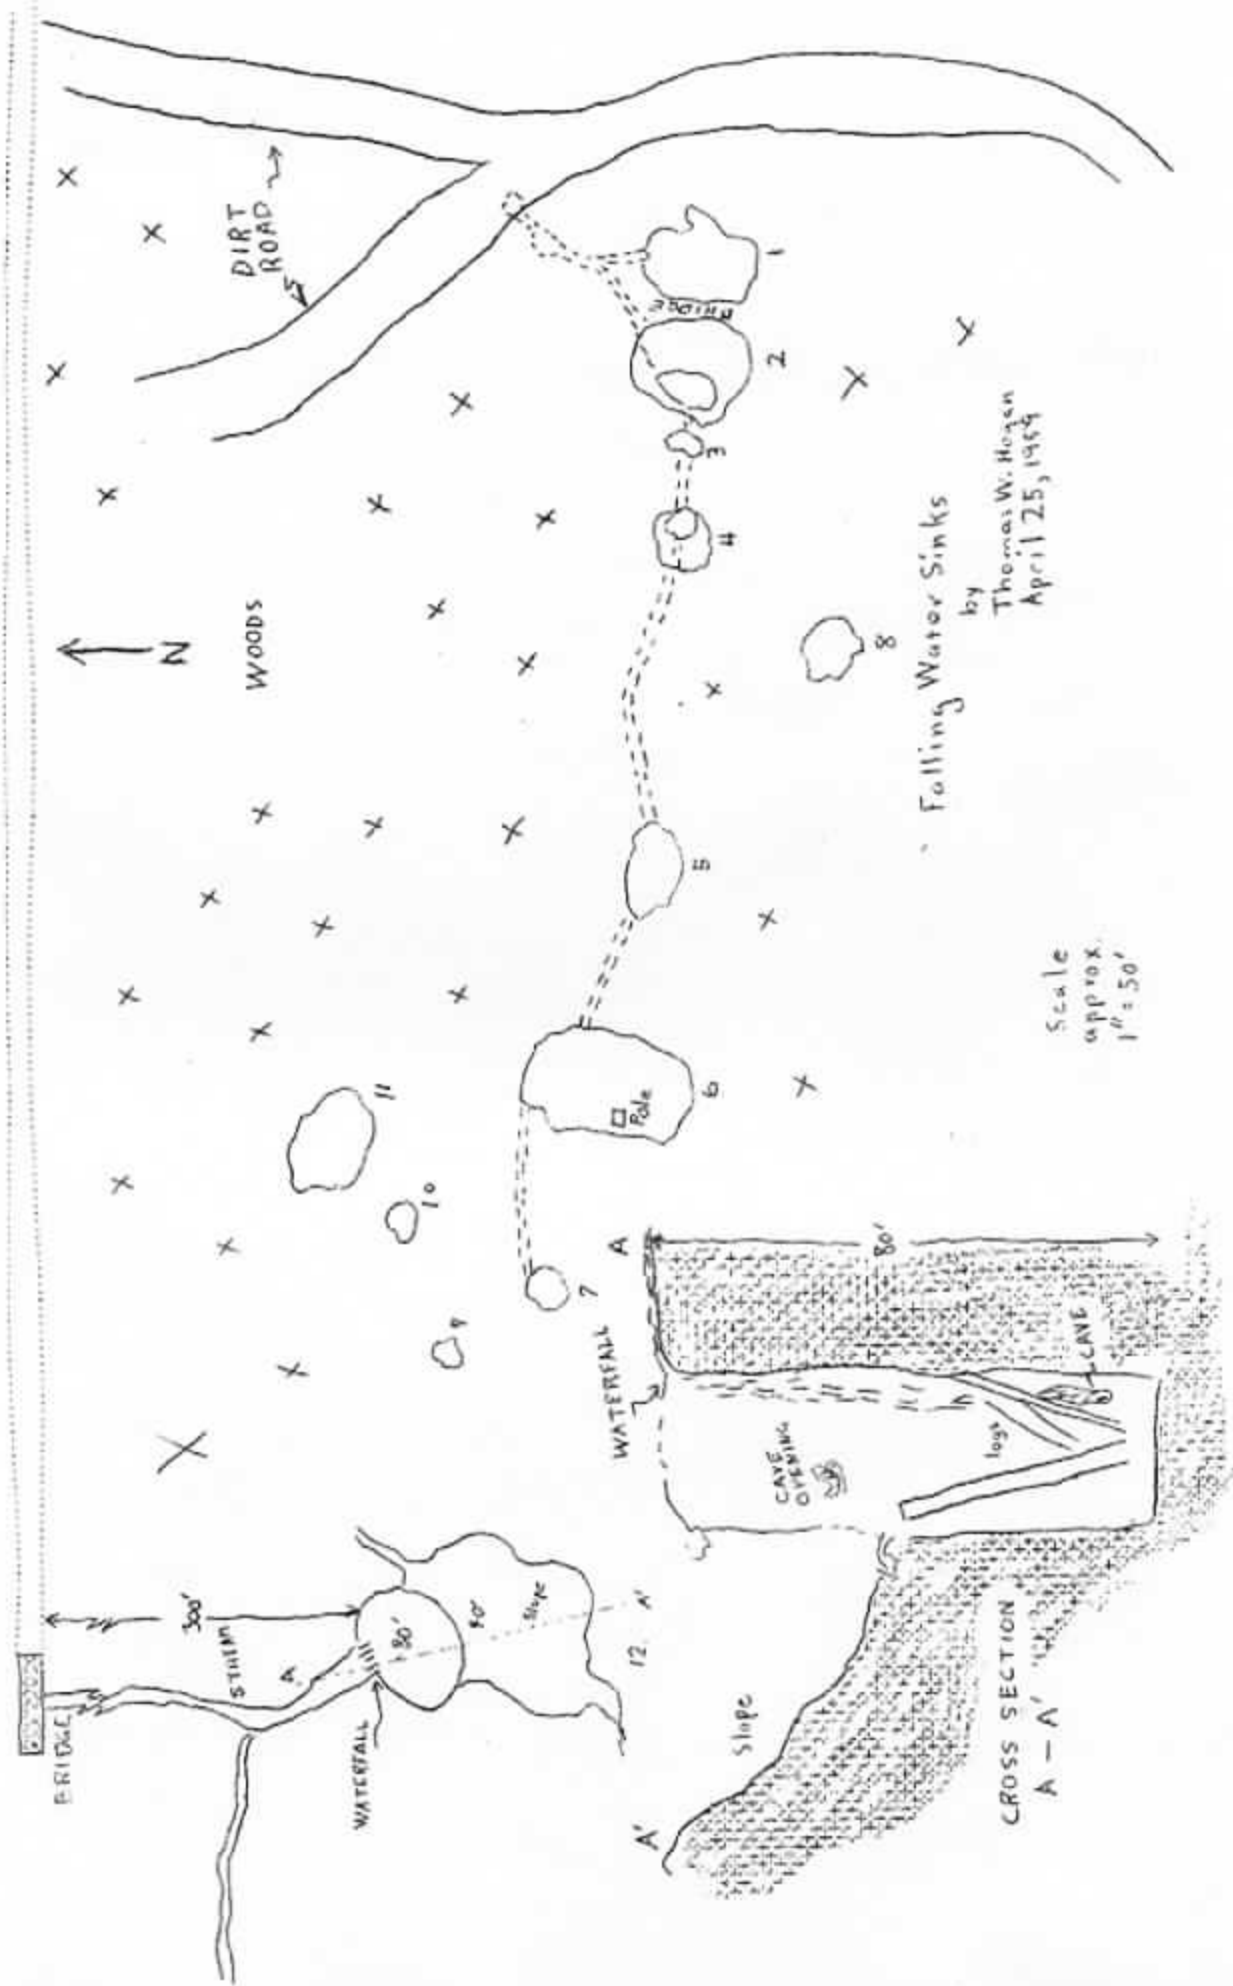 BRIDGE
300'
STREAM
A
WATERFALL
80'
40'
Slope
A'
12
N
WOODS
DIRT
ROAD
11
10
9
7
Pole
6
5
4
3
2
BRIDGE
1
8
WATERFALL
A'
Slope
CAVE
OPENING
logs
CAVE
A
80'
CROSS SECTION
A - A'
Scale
approx.
1" = 50'
Falling Water Sinks
by
Thomas W. Hogan
April 25, 1959